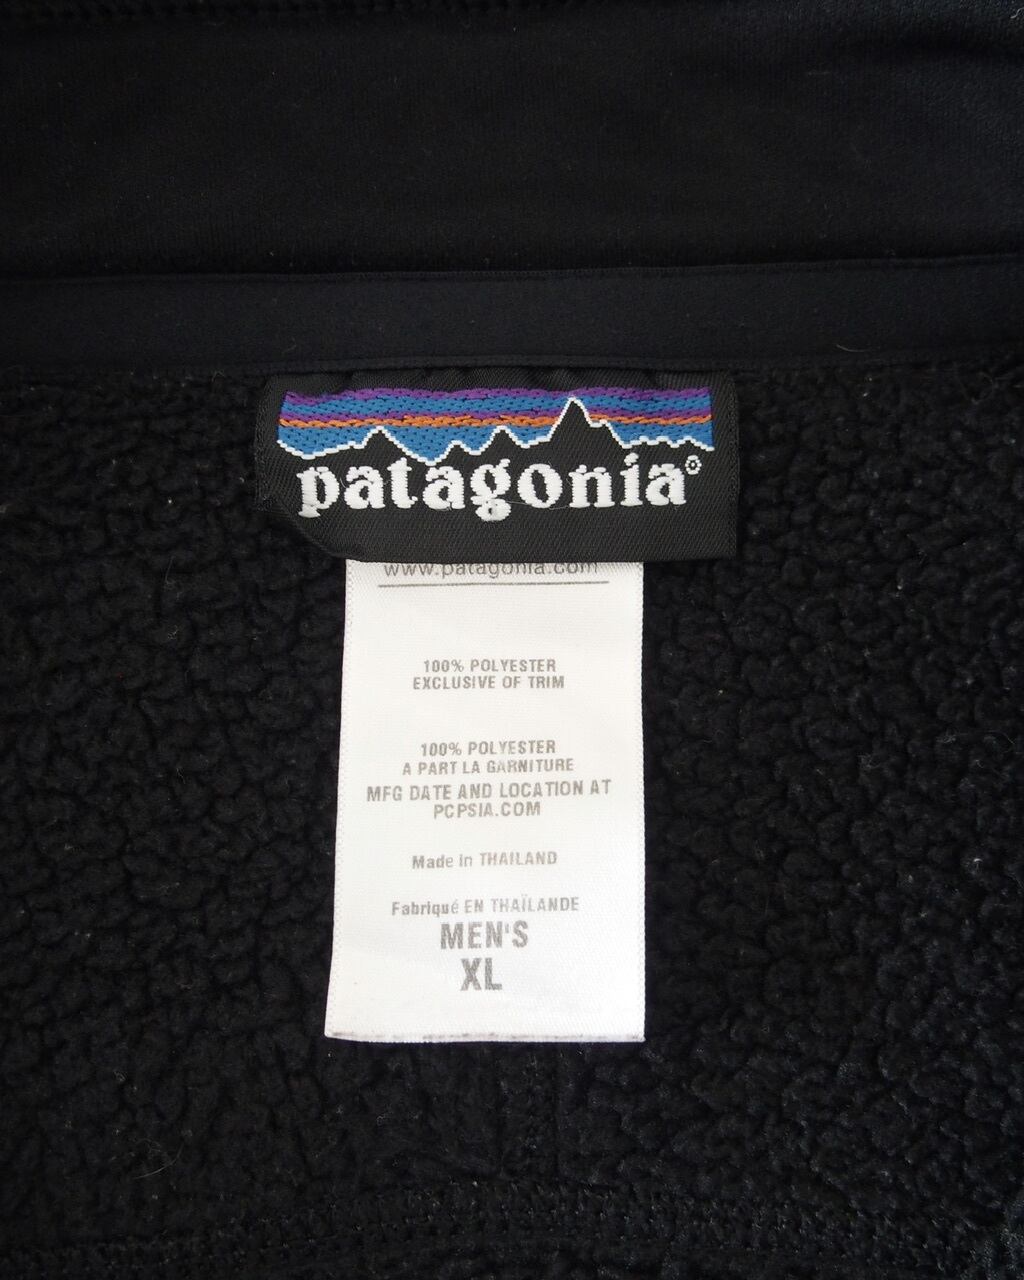 patagonia®
www.patagonia.com
100% POLYESTER
EXCLUSIVE OF TRIM
100% POLYESTER
A PART LA GARNITURE
MFG DATE AND LOCATION AT
PCPSIA.COM
Made in THAILAND
Fabriqué EN THAÏLANDE
MEN'S
XL